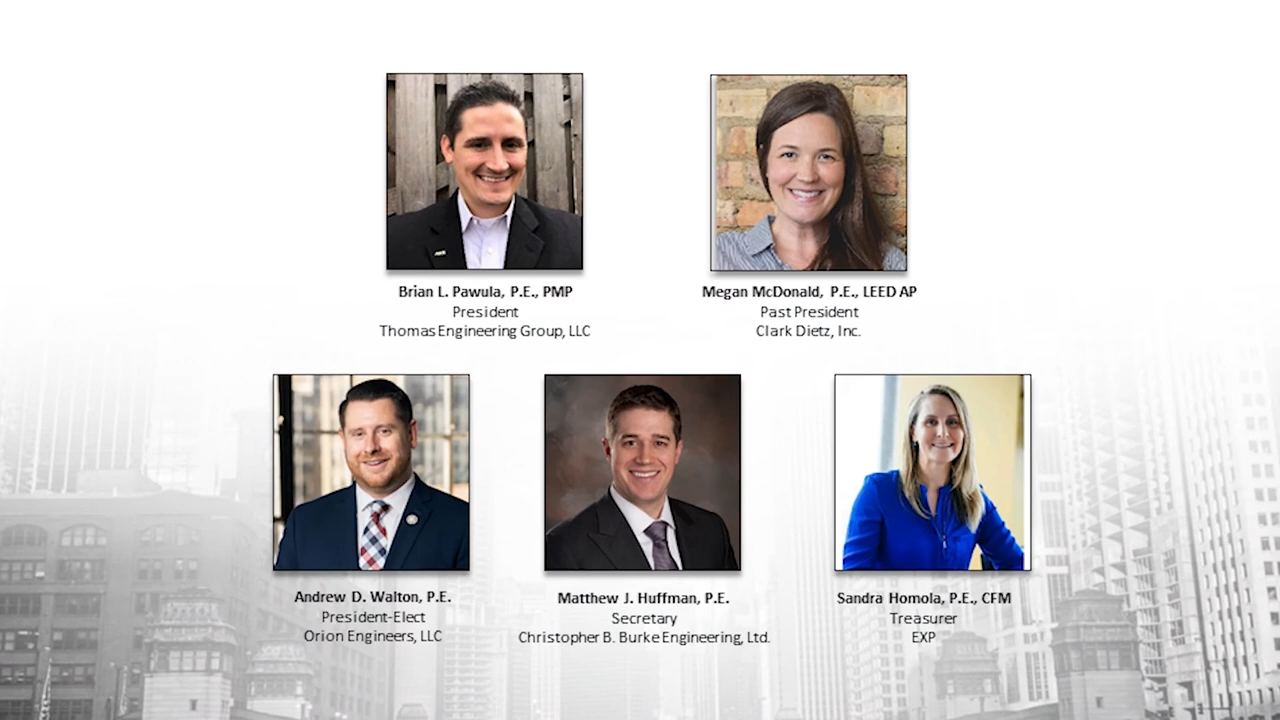 Brian L. Pawula, P.E., PMP
President
Thomas Engineering Group, LLC
Megan McDonald, P.E., LEED AP
Past President
Clark Dietz, Inc.
Andrew D. Walton, P.E.
President-Elect
Orion Engineers, LLC
Matthew J. Huffman, P.E.
Secretary
Christopher B. Burke Engineering, Ltd.
Sandra Homola, P.E., CFM
Treasurer
EXP